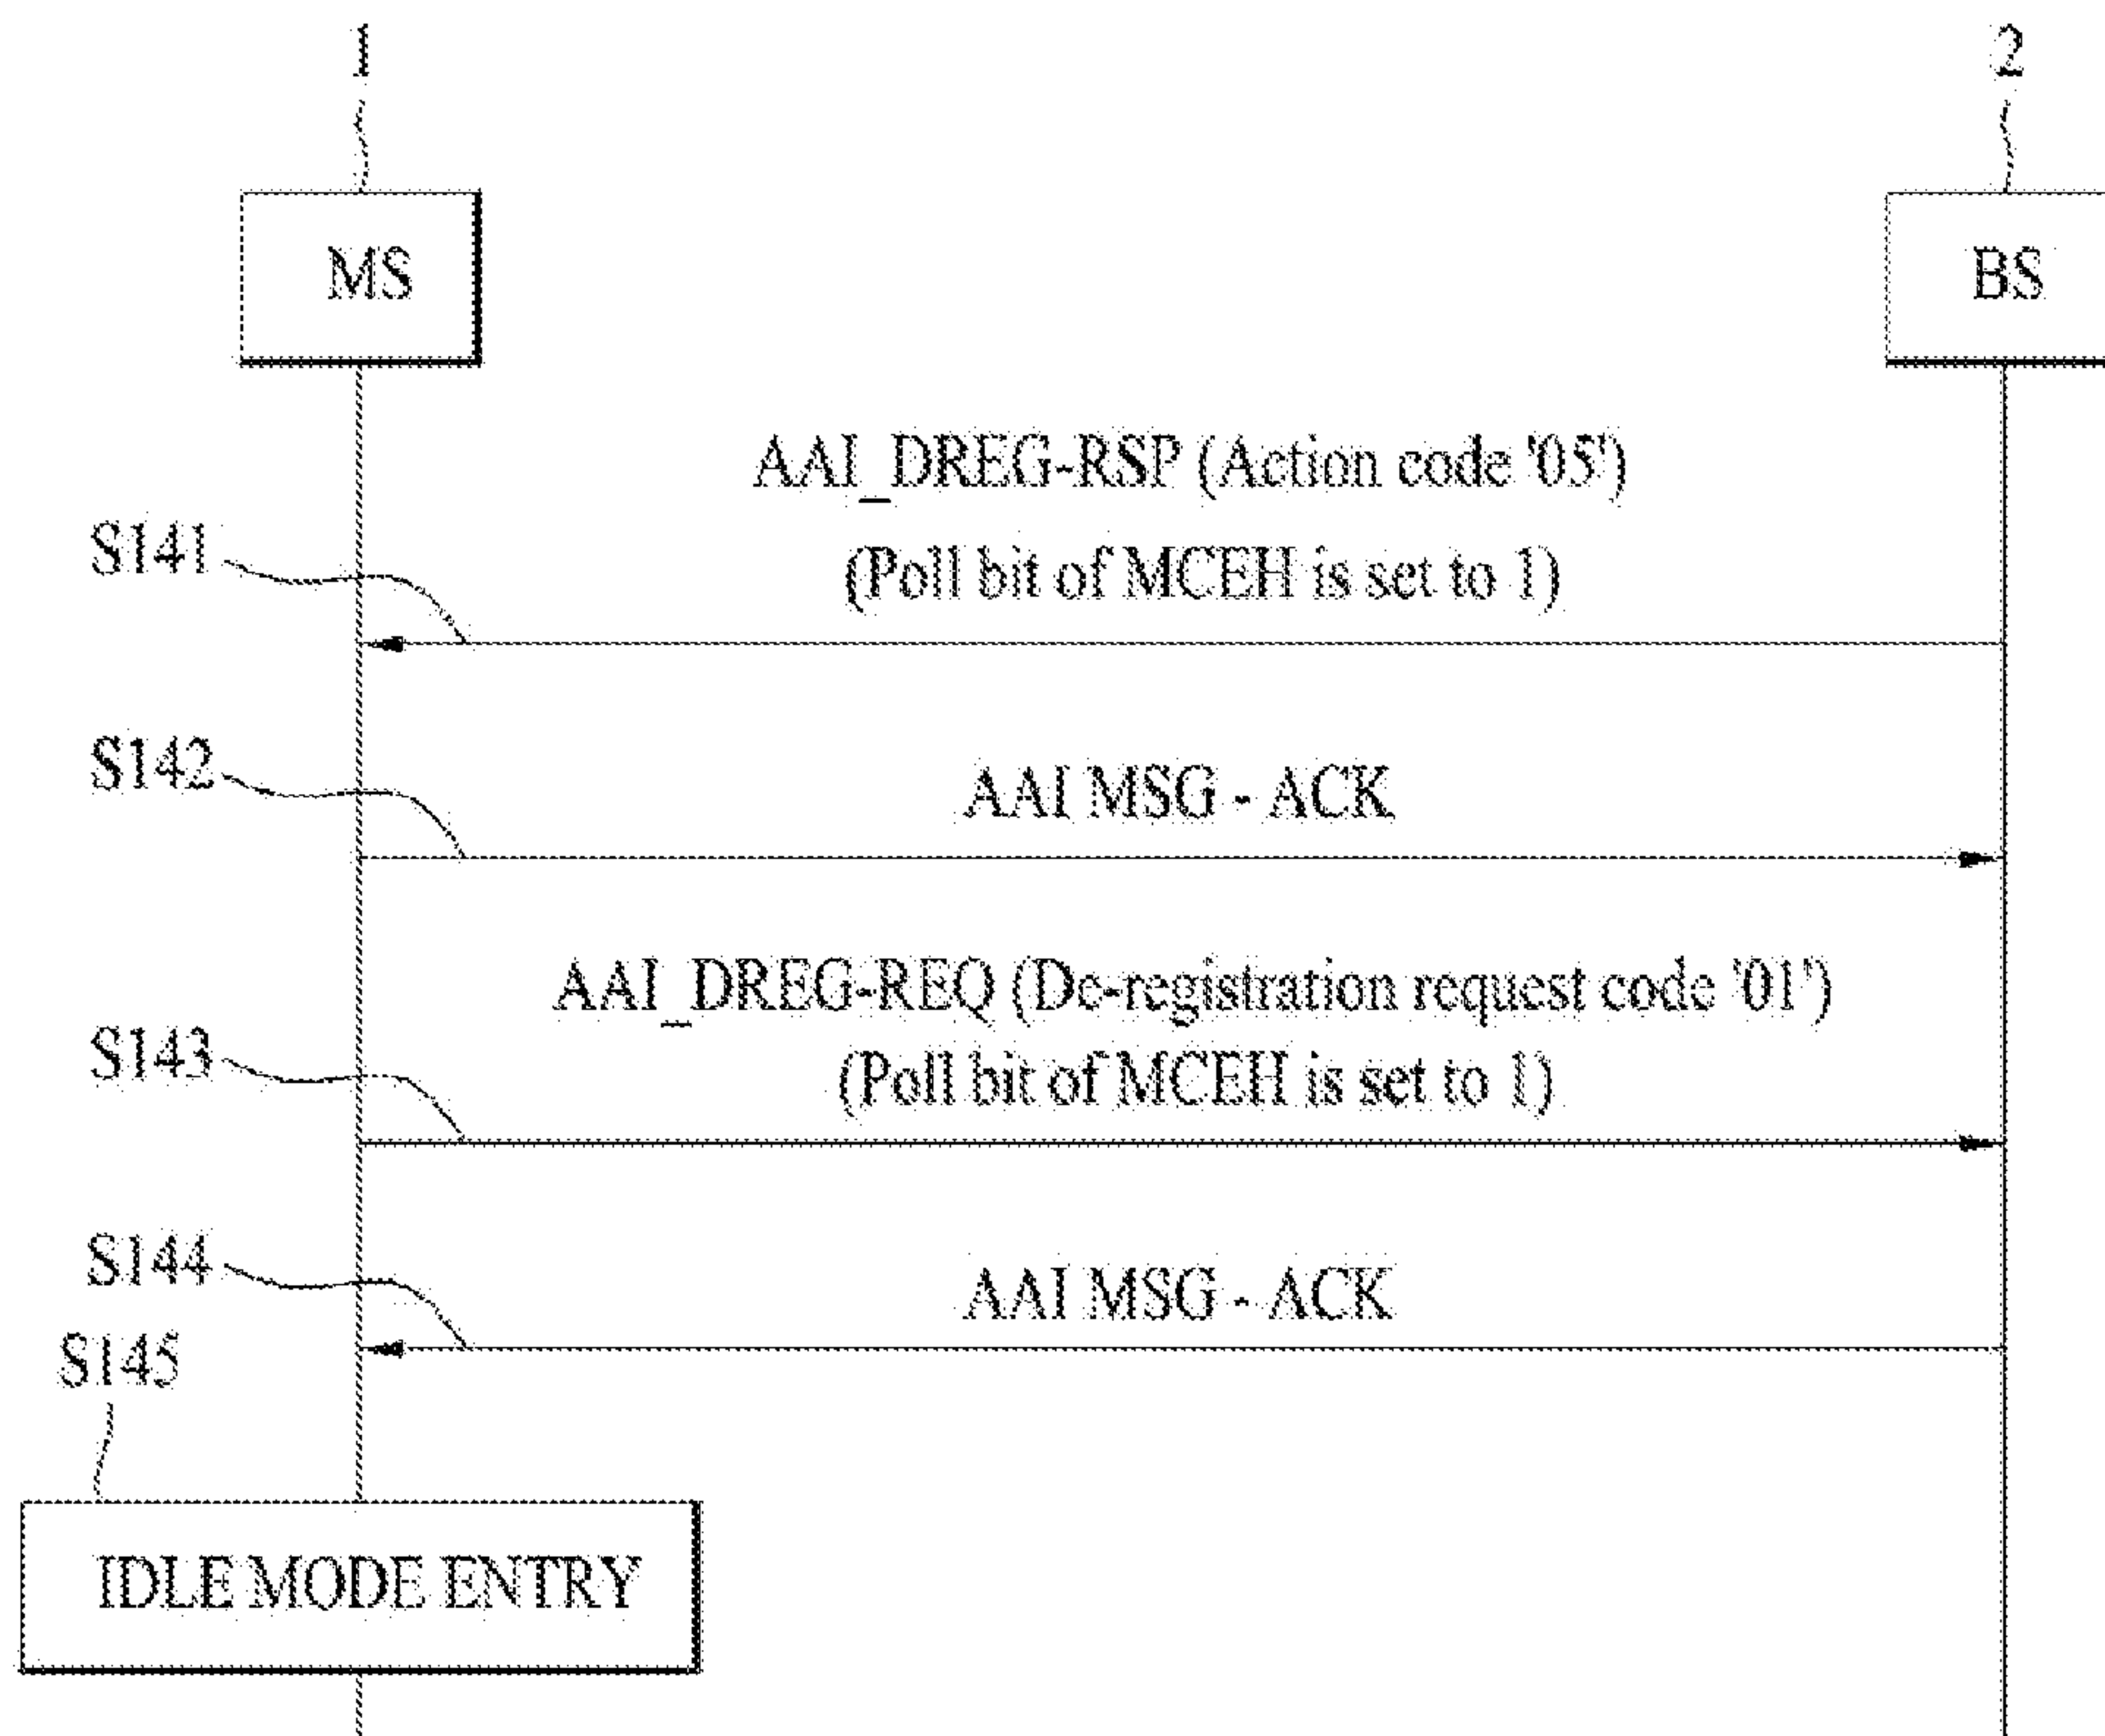 1
2
MS
BS
AAI_DREG-RSP (Action code '05')
S141
(Poll bit of MCEH is set to 1)
S142
AAI MSG - ACK
AAI_DREG-REQ (De-registration request code '01')
S143
(Poll bit of MCEH is set to 1)
S144
AAI MSG - ACK
S145
IDLE MODE ENTRY